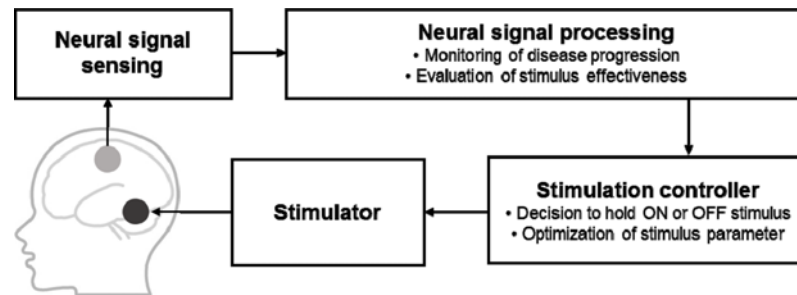 Neural signal
sensing
Neural signal processing
• Monitoring of disease progression
• Evaluation of stimulus effectiveness
Stimulator
Stimulation controller
• Decision to hold ON or OFF stimulus
• Optimization of stimulus parameter